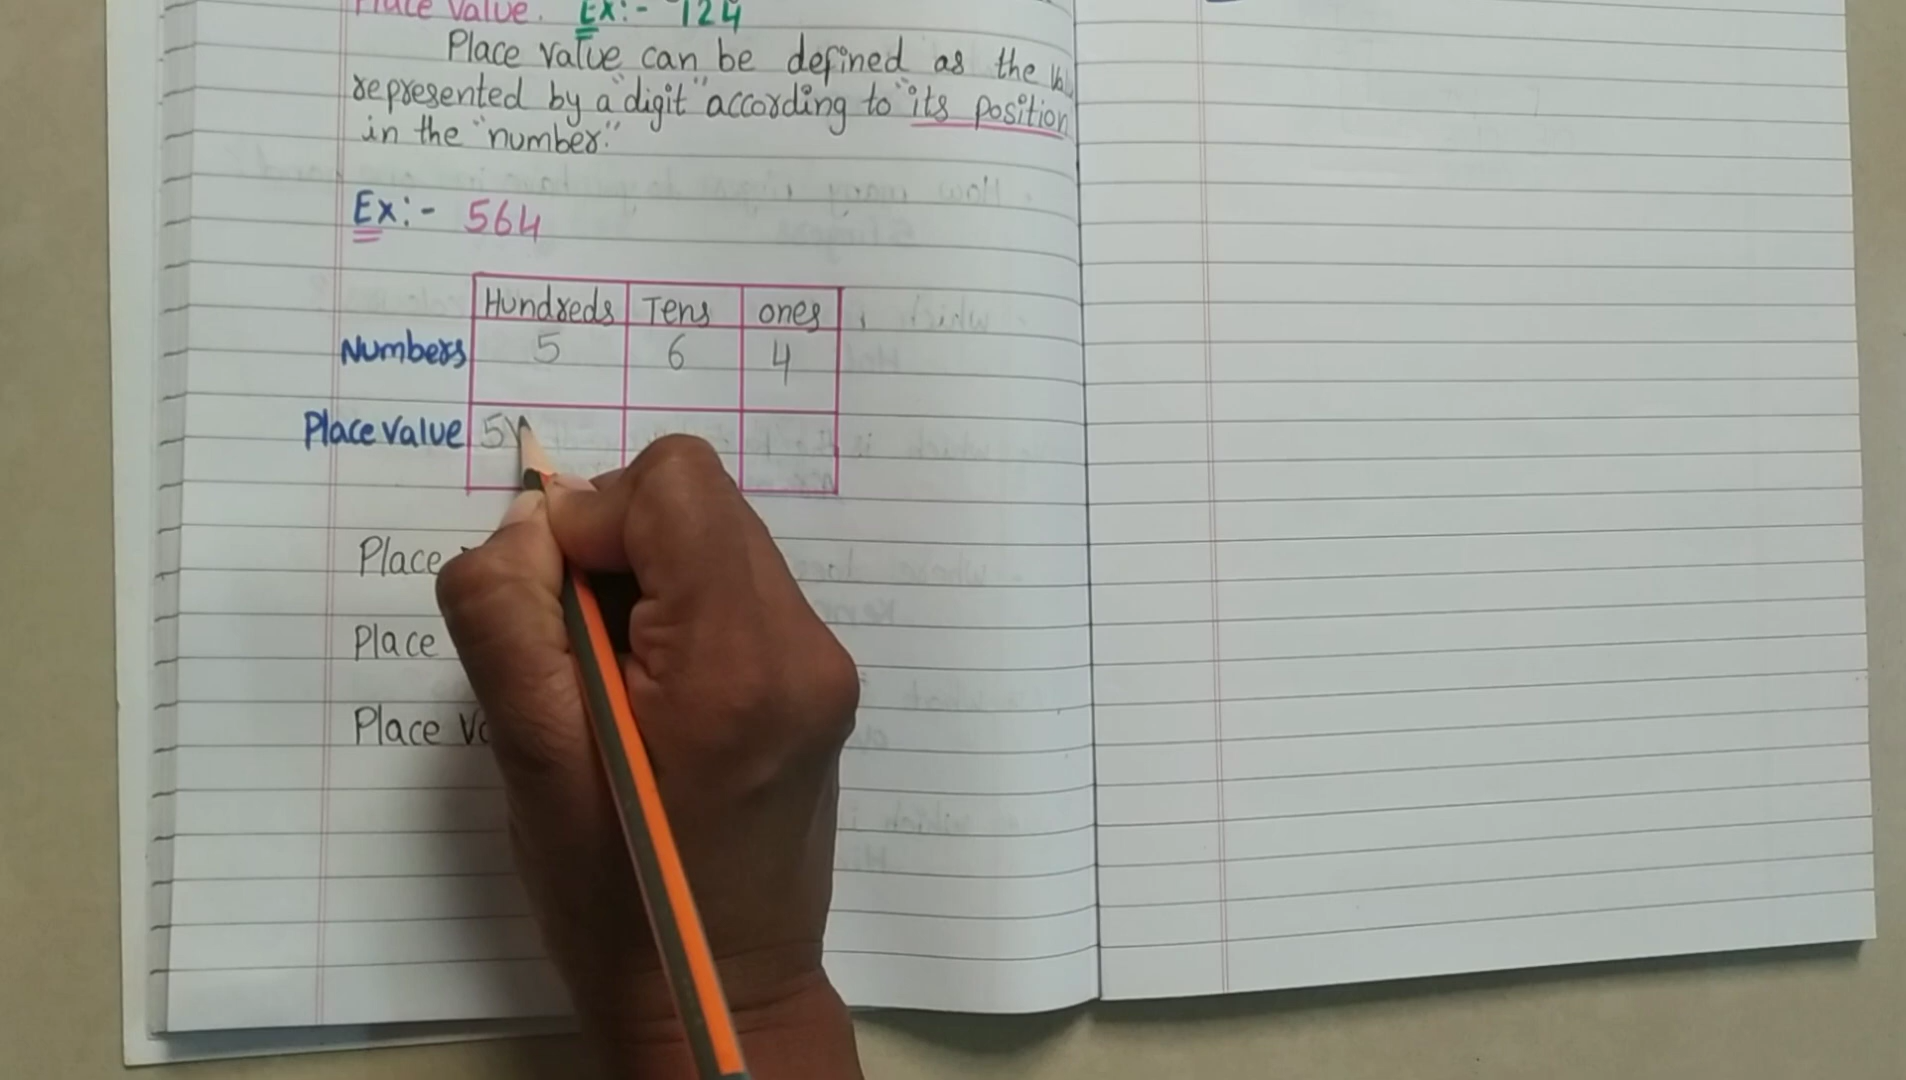 Place Value. Ex:- 124
Place value can be defined as the
represented by a "digit" according to "its position
in the "number."
Ex:- 564
Hundreds Tens ones
Numbers 5 6 4
Place Value 5
Place
Place
Place